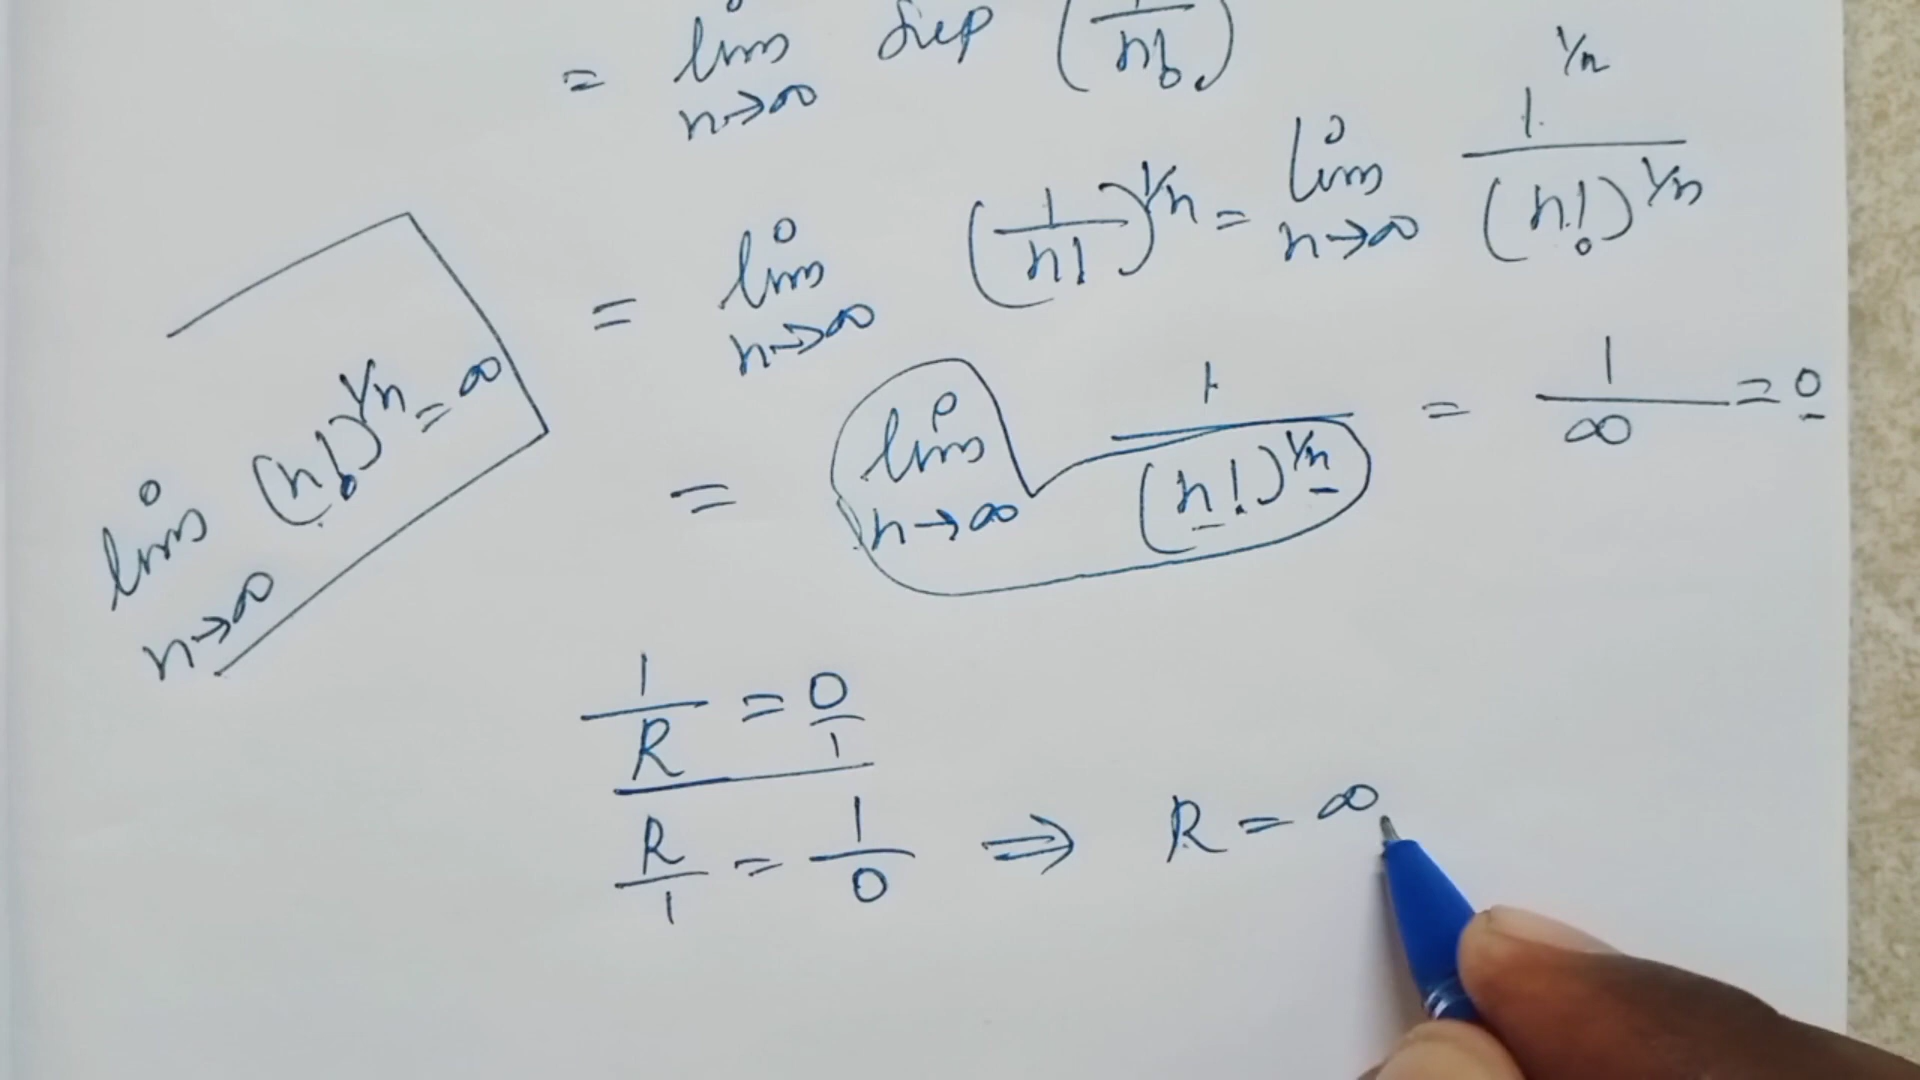 = lim n→∞ Sup (1/n!)
= lim n→∞ (1/n!)^1/n = lim n→∞ 1^1/n / (n!)^1/n
lim n→∞ (n!)^1/n = ∞
= lim n→∞ 1/(n!)^1/n = 1/∞ = 0
1/R = 0/1
R/1 = 1/0 ⇒ R = ∞